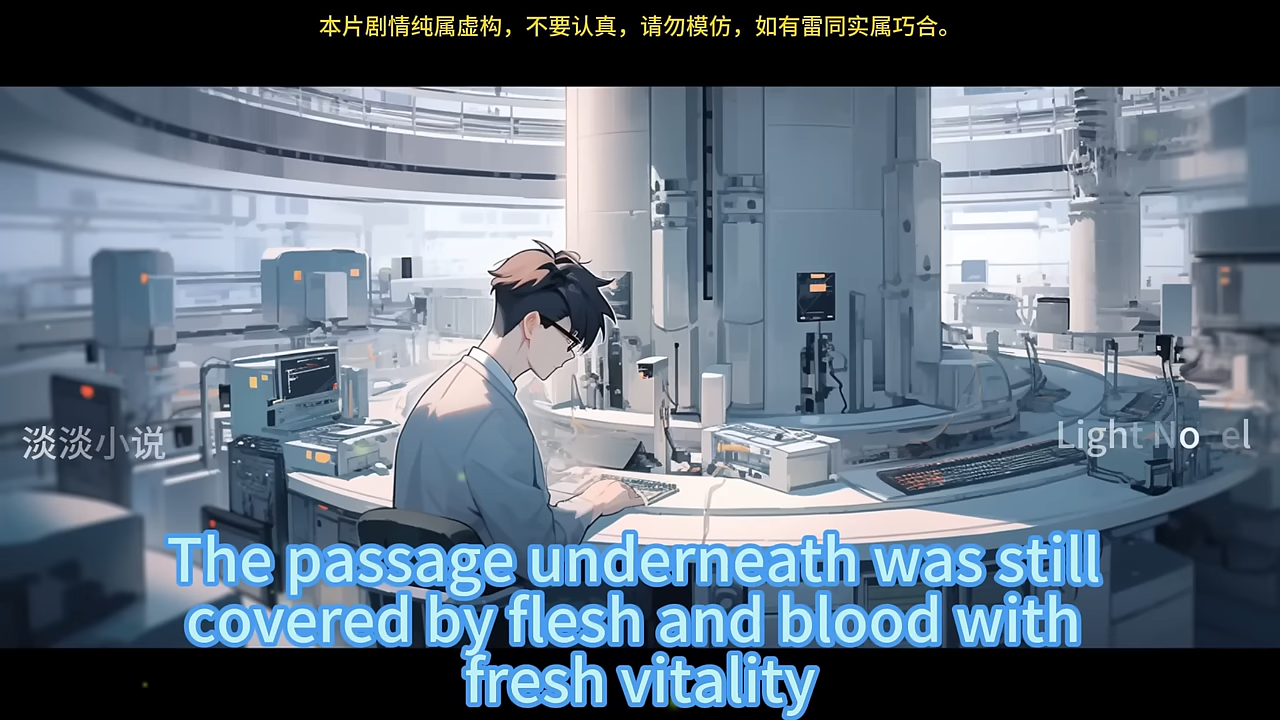 本片剧情纯属虚构，不要认真，请勿模仿，如有雷同实属巧合。
淡淡小说
Light Novel
The passage underneath was still
covered by flesh and blood with
fresh vitality